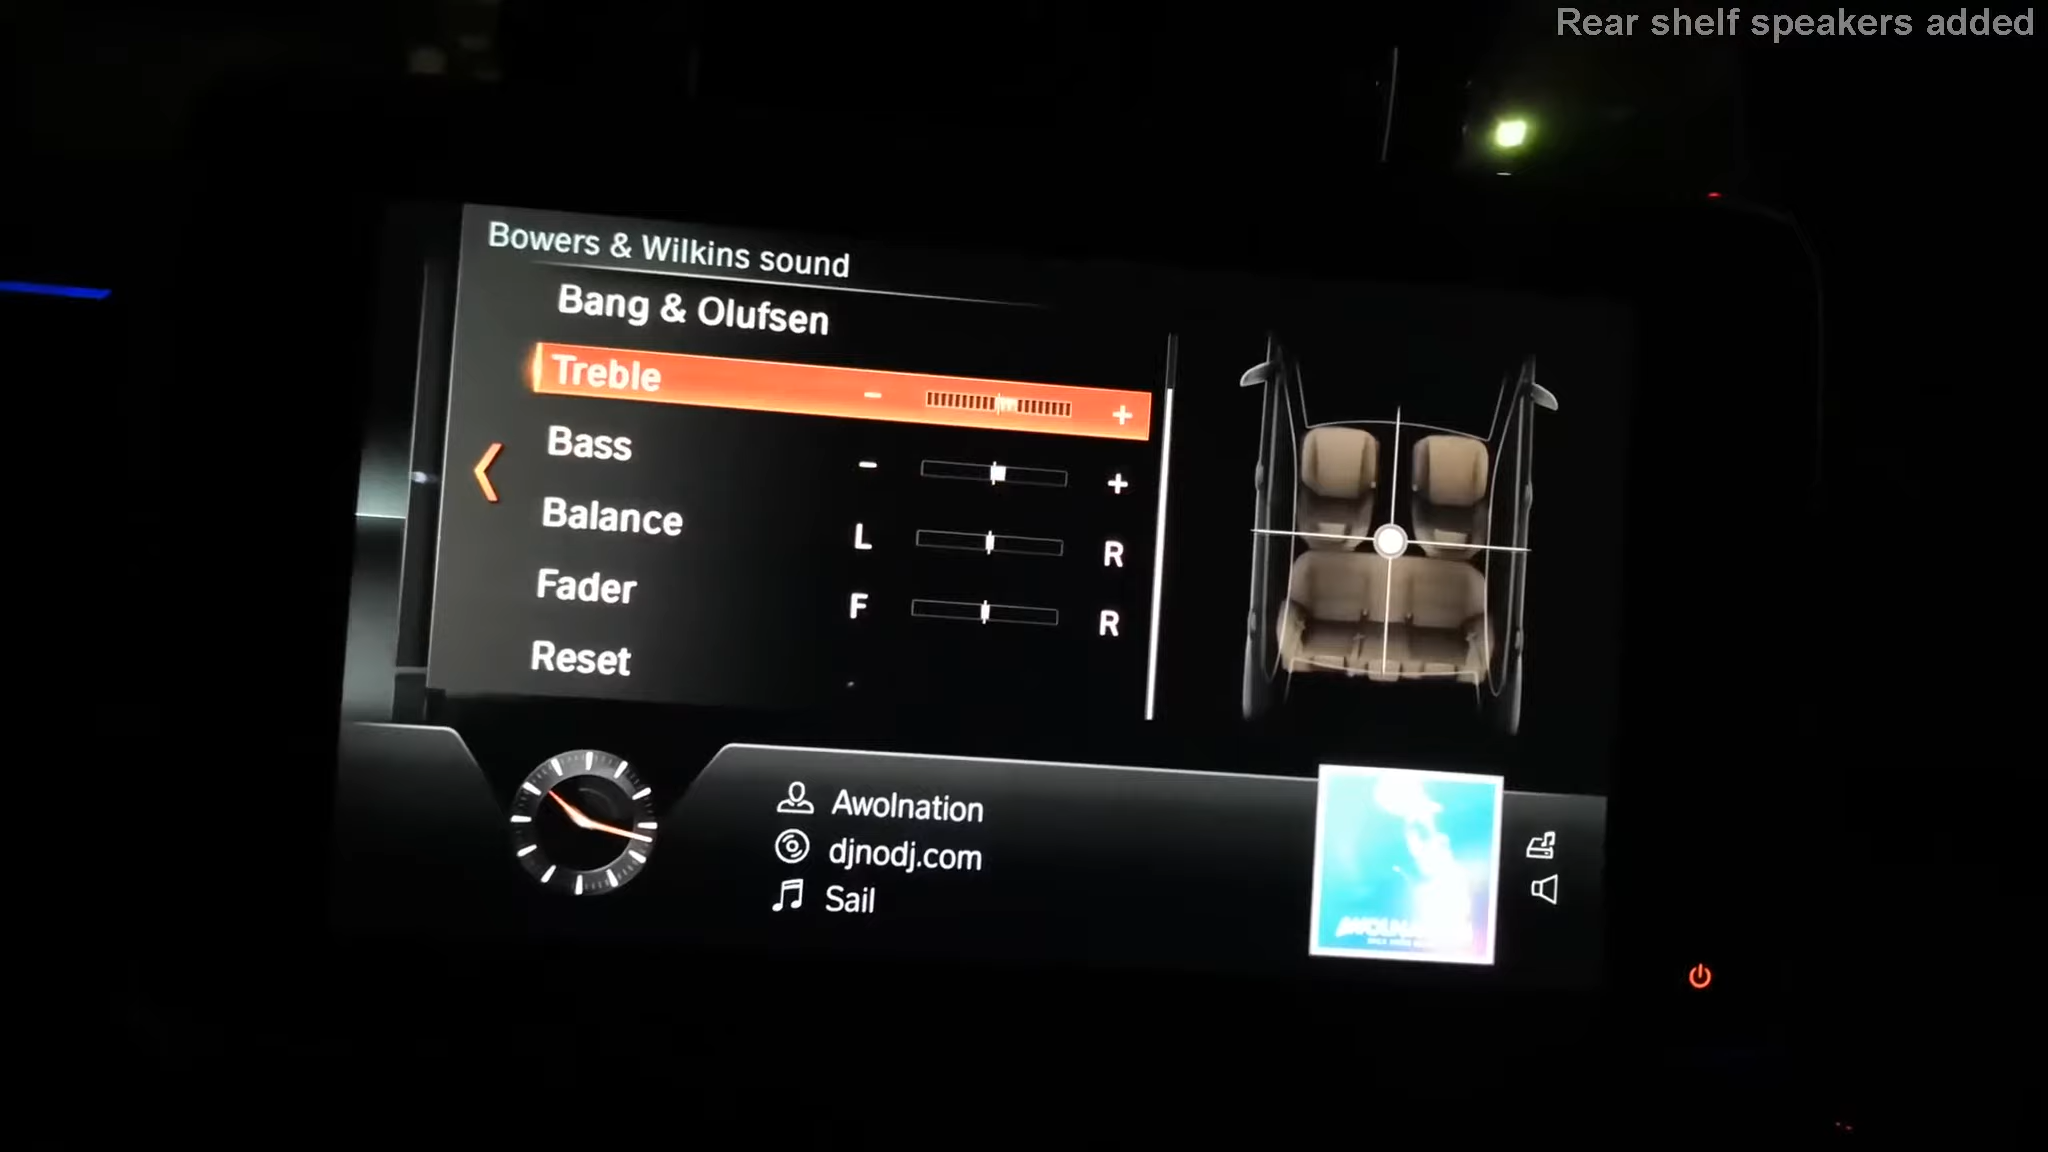 Rear shelf speakers added
Bowers & Wilkins sound
Bang & Olufsen
Treble - +
Bass - +
Balance L R
Fader F R
Reset
Awolnation
djnodj.com
Sail